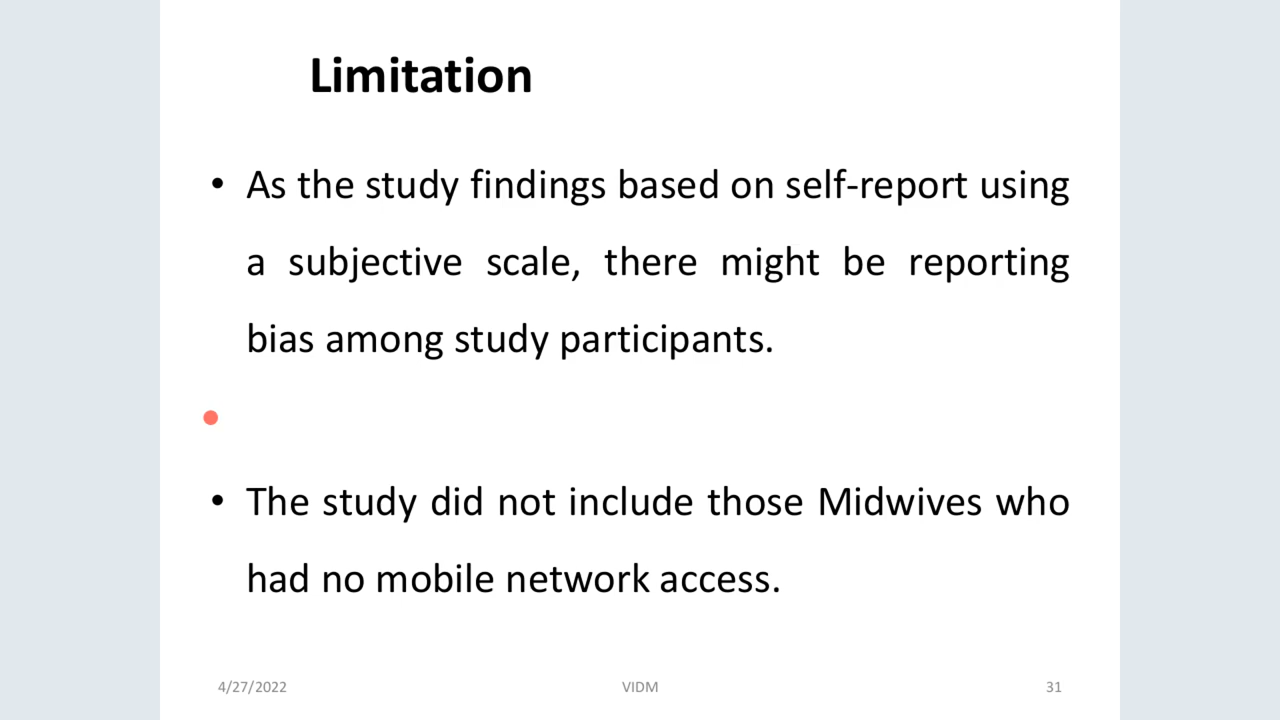 Limitation
• As the study findings based on self-report using
a subjective scale, there might be reporting
bias among study participants.
• The study did not include those Midwives who
had no mobile network access.
4/27/2022 VIDM 31